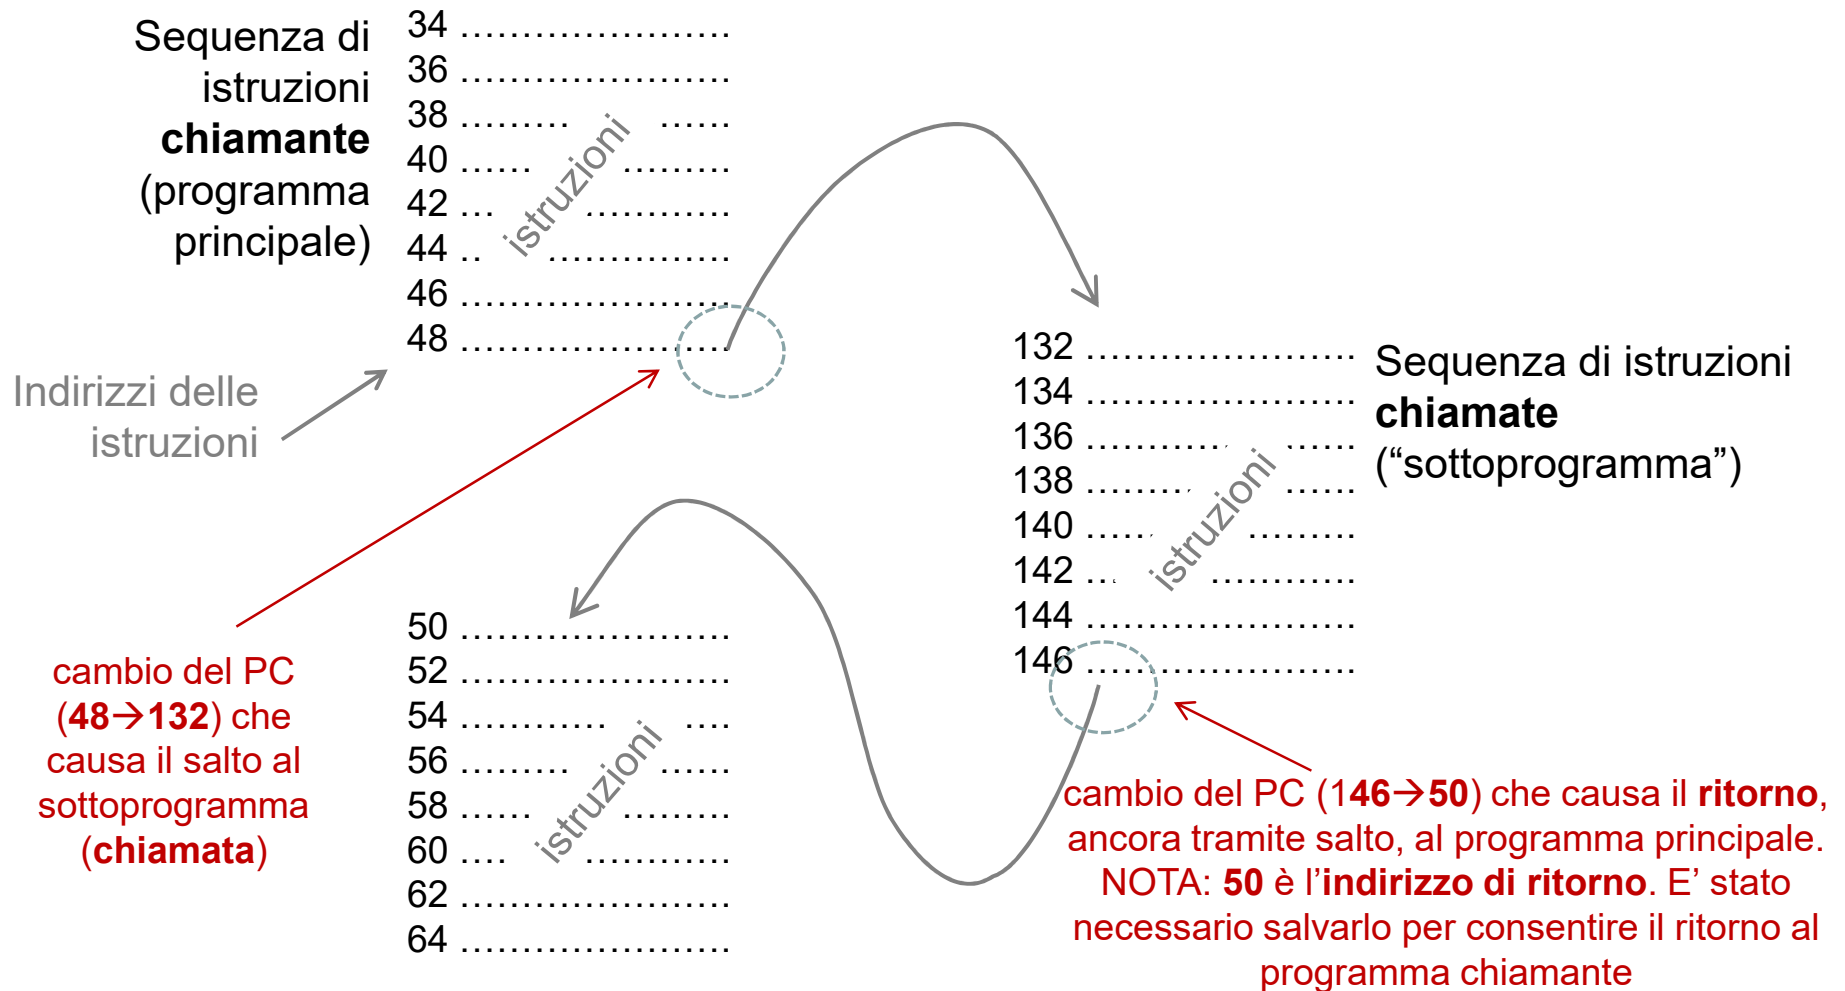 Sequenza di
istruzioni
chiamante
(programma
principale)
34 ......................
36 ......................
38 ......... ......
40 ...... .........
42 ... ............
44 .. ...............
46 ......................
48 ......................
istruzioni
Indirizzi delle
istruzioni
132 ......................
134 ......................
136 ............ ......
138 ......... ......
140 ...... .........
142 ... ............
144 ......................
146 ......................
istruzioni
Sequenza di istruzioni
chiamate
(“sottoprogramma”)
50 ......................
52 ......................
54 ............ ....
56 ......... ......
58 ...... .........
60 .... ............
62 ......................
64 ......................
istruzioni
cambio del PC
(48→132) che
causa il salto al
sottoprogramma
(chiamata)
cambio del PC (146→50) che causa il ritorno,
ancora tramite salto, al programma principale.
NOTA: 50 è l’indirizzo di ritorno. E’ stato
necessario salvarlo per consentire il ritorno al
programma chiamante